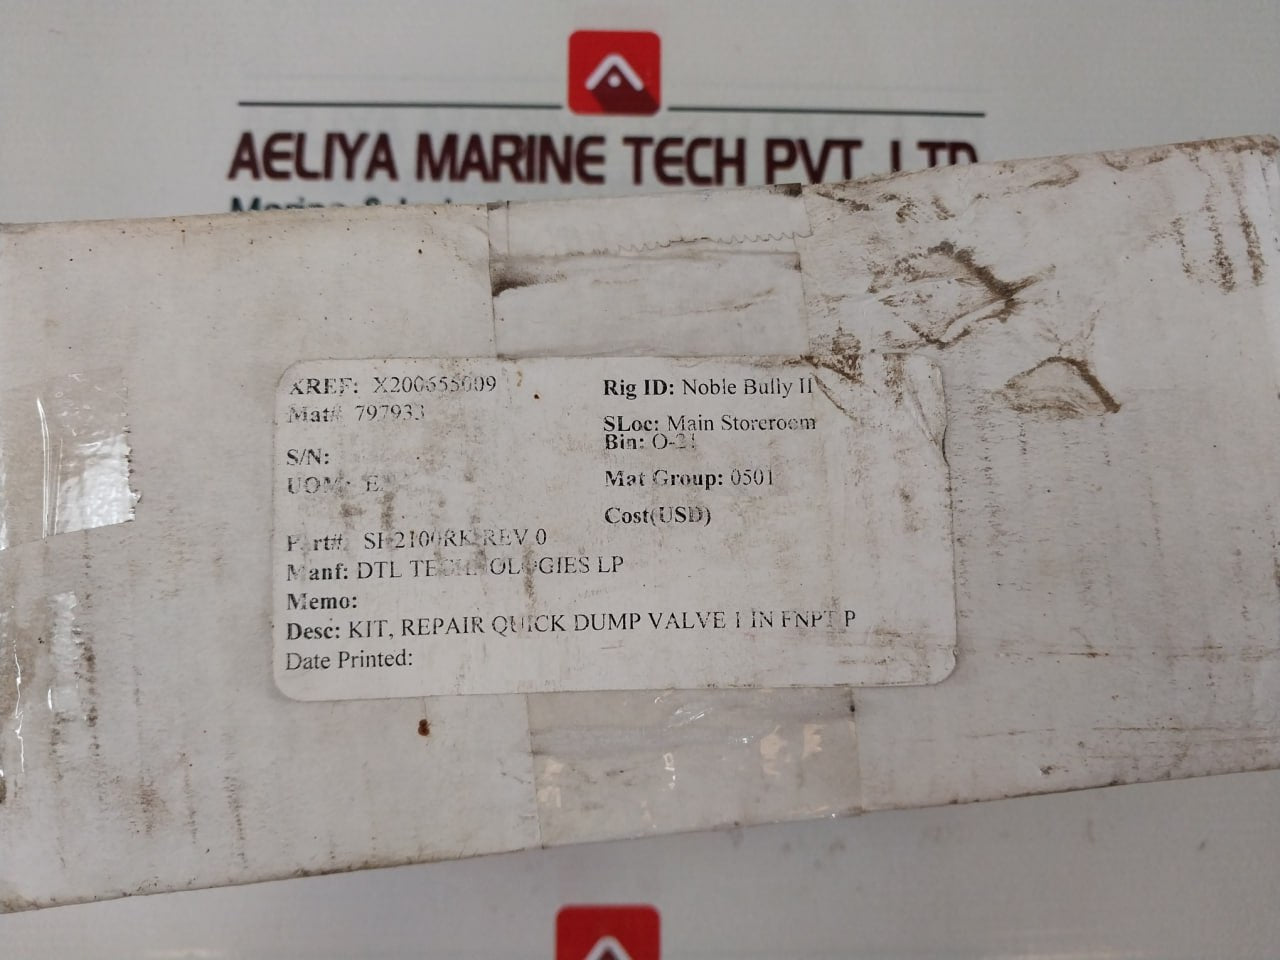 AELIYA MARINE TECH PVT. LTD
XREF: X200655009
Rig ID: Noble Bully II
Mat# 797933
SLoc: Main Storeroom
Bin: O-21
S/N:
UOM: E
Mat Group: 0501
Cost(USD)
Part#: REV 0
Manf: DTL TECHNOLOGIES LP
Memo:
Desc: KIT, REPAIR QUICK DUMP VALVE 1 IN FNPT P
Date Printed: